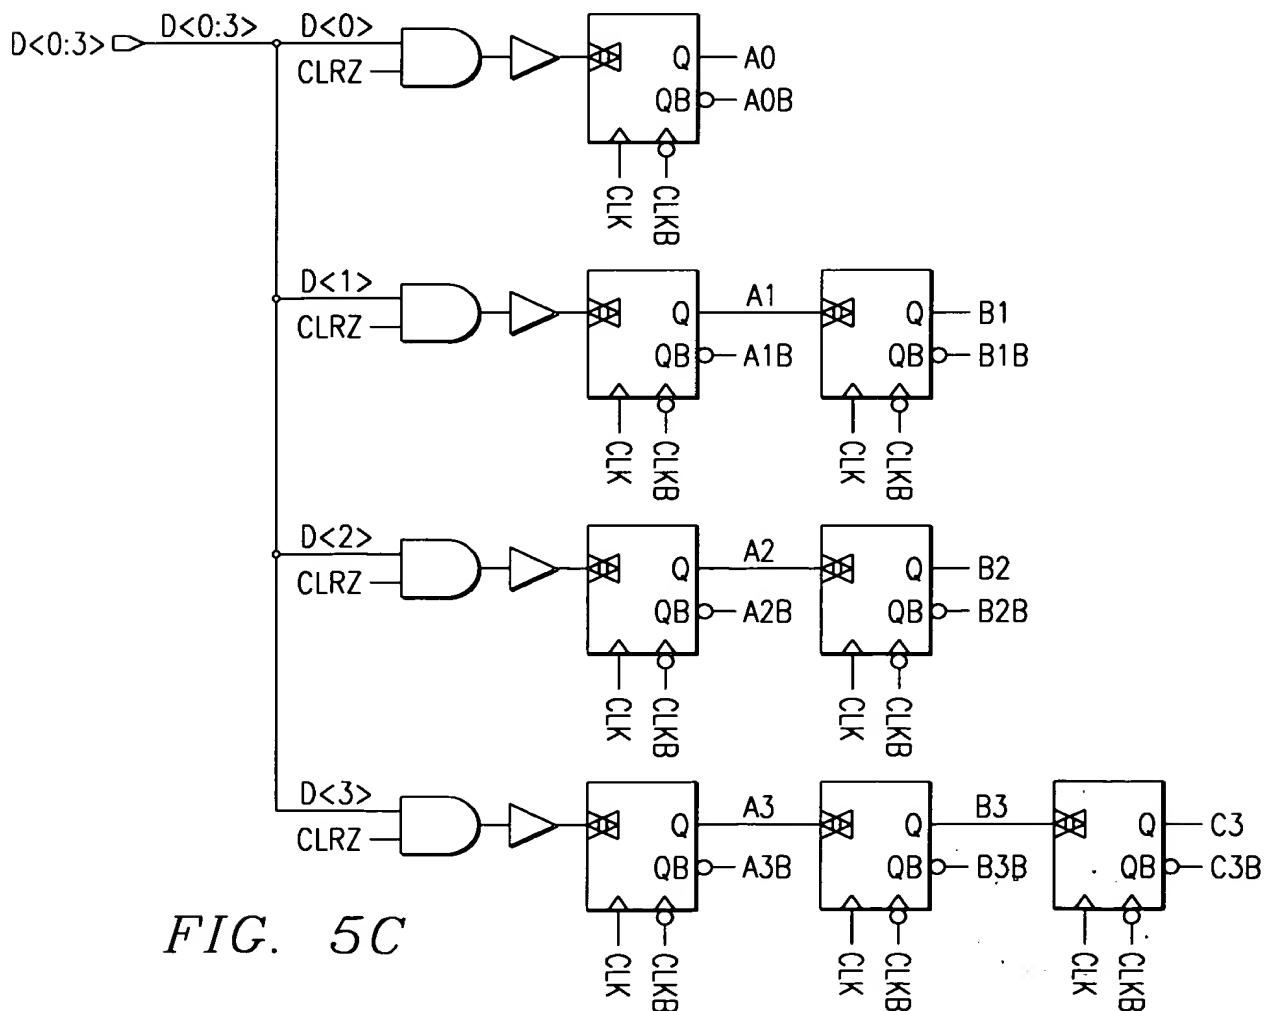 D<0:3> D<0:3> D<0>
CLRZ
Q A0
QB A0B
CLK CLKB
D<1>
CLRZ
Q A1 Q B1
QB A1B QB B1B
CLK CLKB CLK CLKB
D<2>
CLRZ
Q A2 Q B2
QB A2B QB B2B
CLK CLKB CLK CLKB
D<3>
CLRZ
Q A3 Q B3 Q C3
QB A3B QB B3B QB C3B
CLK CLKB CLK CLKB CLK CLKB
FIG. 5C